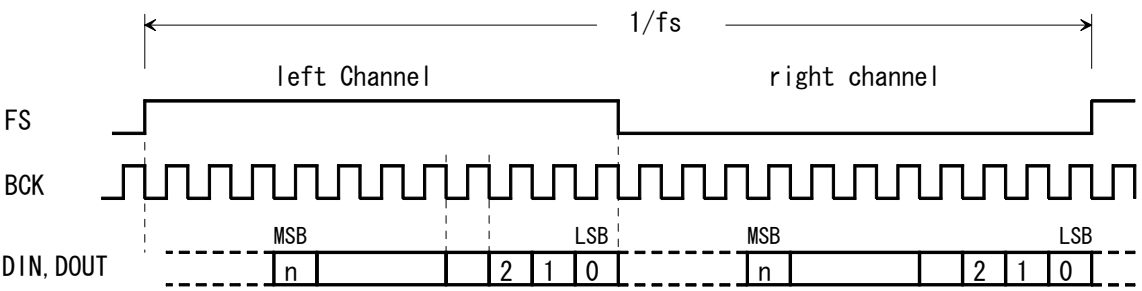 1/fs
left Channel
right channel
FS
BCK
MSB
LSB
MSB
LSB
DIN, DOUT
n
2
1
0
n
2
1
0